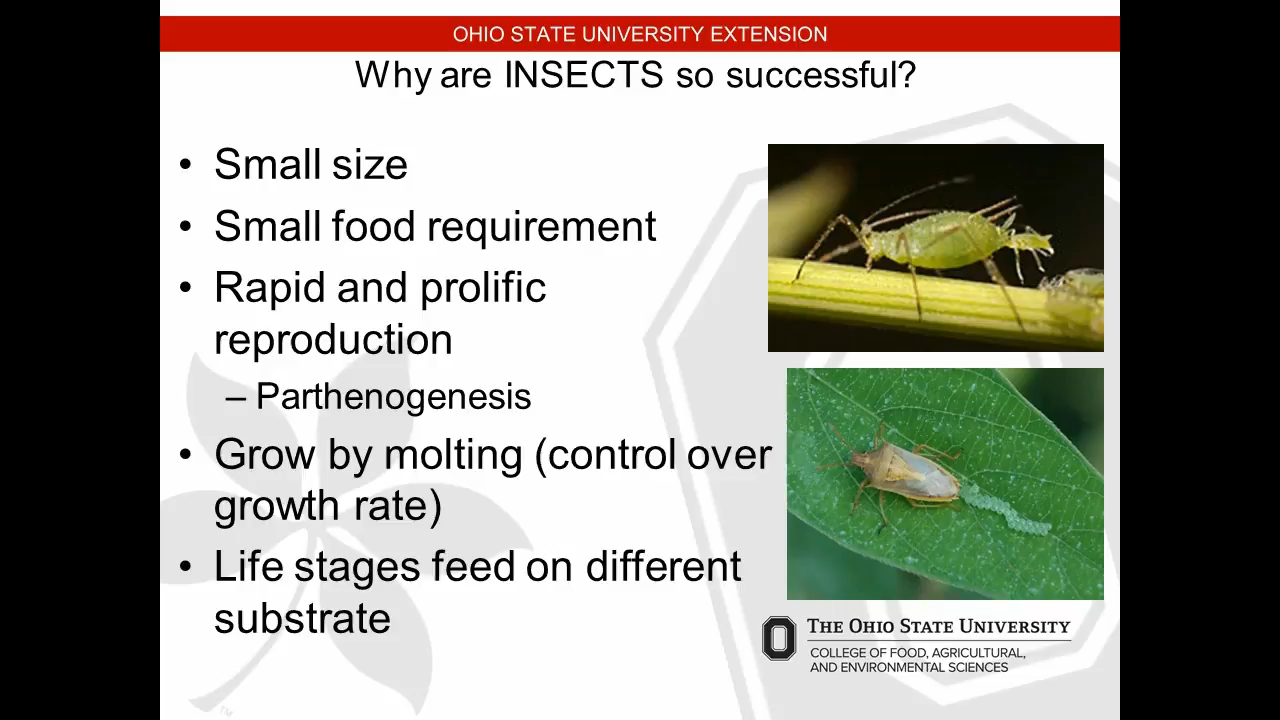 OHIO STATE UNIVERSITY EXTENSION
Why are INSECTS so successful?
• Small size
• Small food requirement
• Rapid and prolific
reproduction
– Parthenogenesis
• Grow by molting (control over
growth rate)
• Life stages feed on different
substrate
THE OHIO STATE UNIVERSITY
COLLEGE OF FOOD, AGRICULTURAL,
AND ENVIRONMENTAL SCIENCES
TM